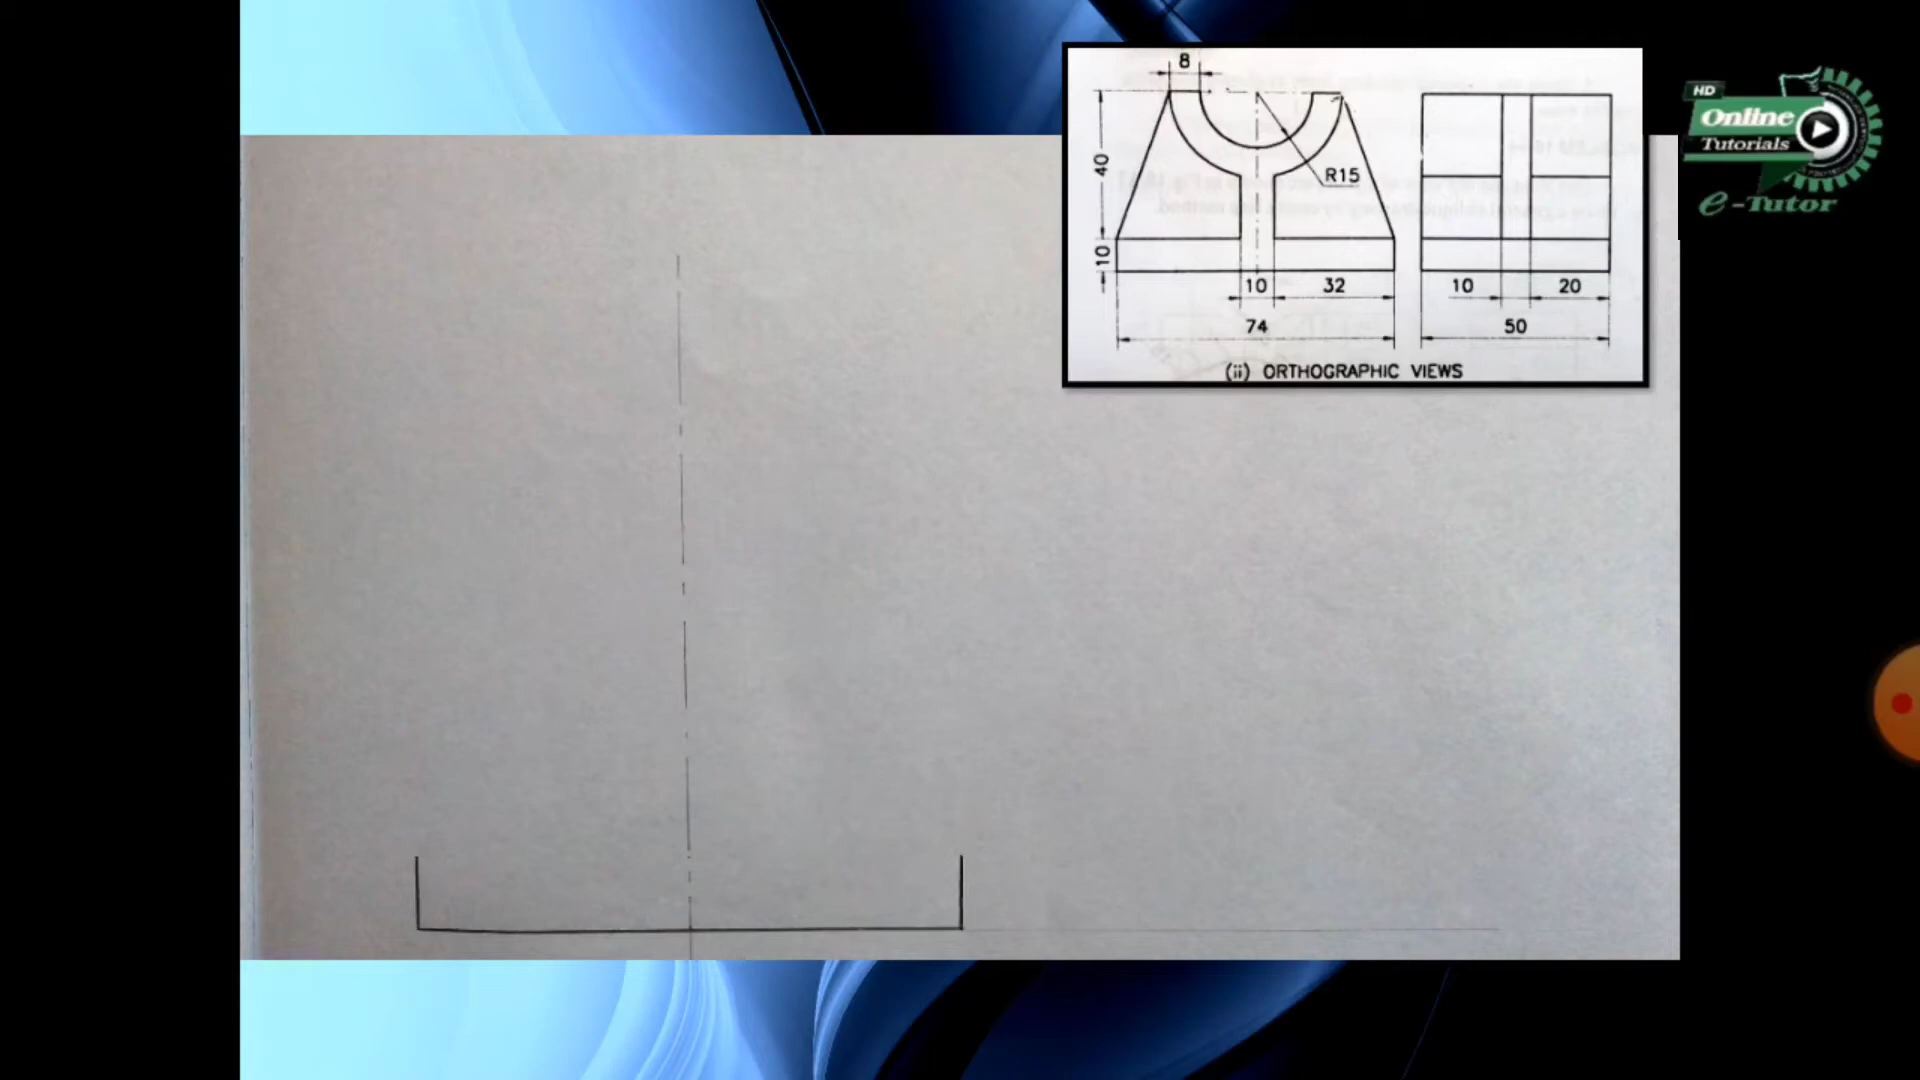 8
40
R15
10
10 32
74
10 20
50
(ii) ORTHOGRAPHIC VIEWS
HD
Online
Tutorials
e-Tutor